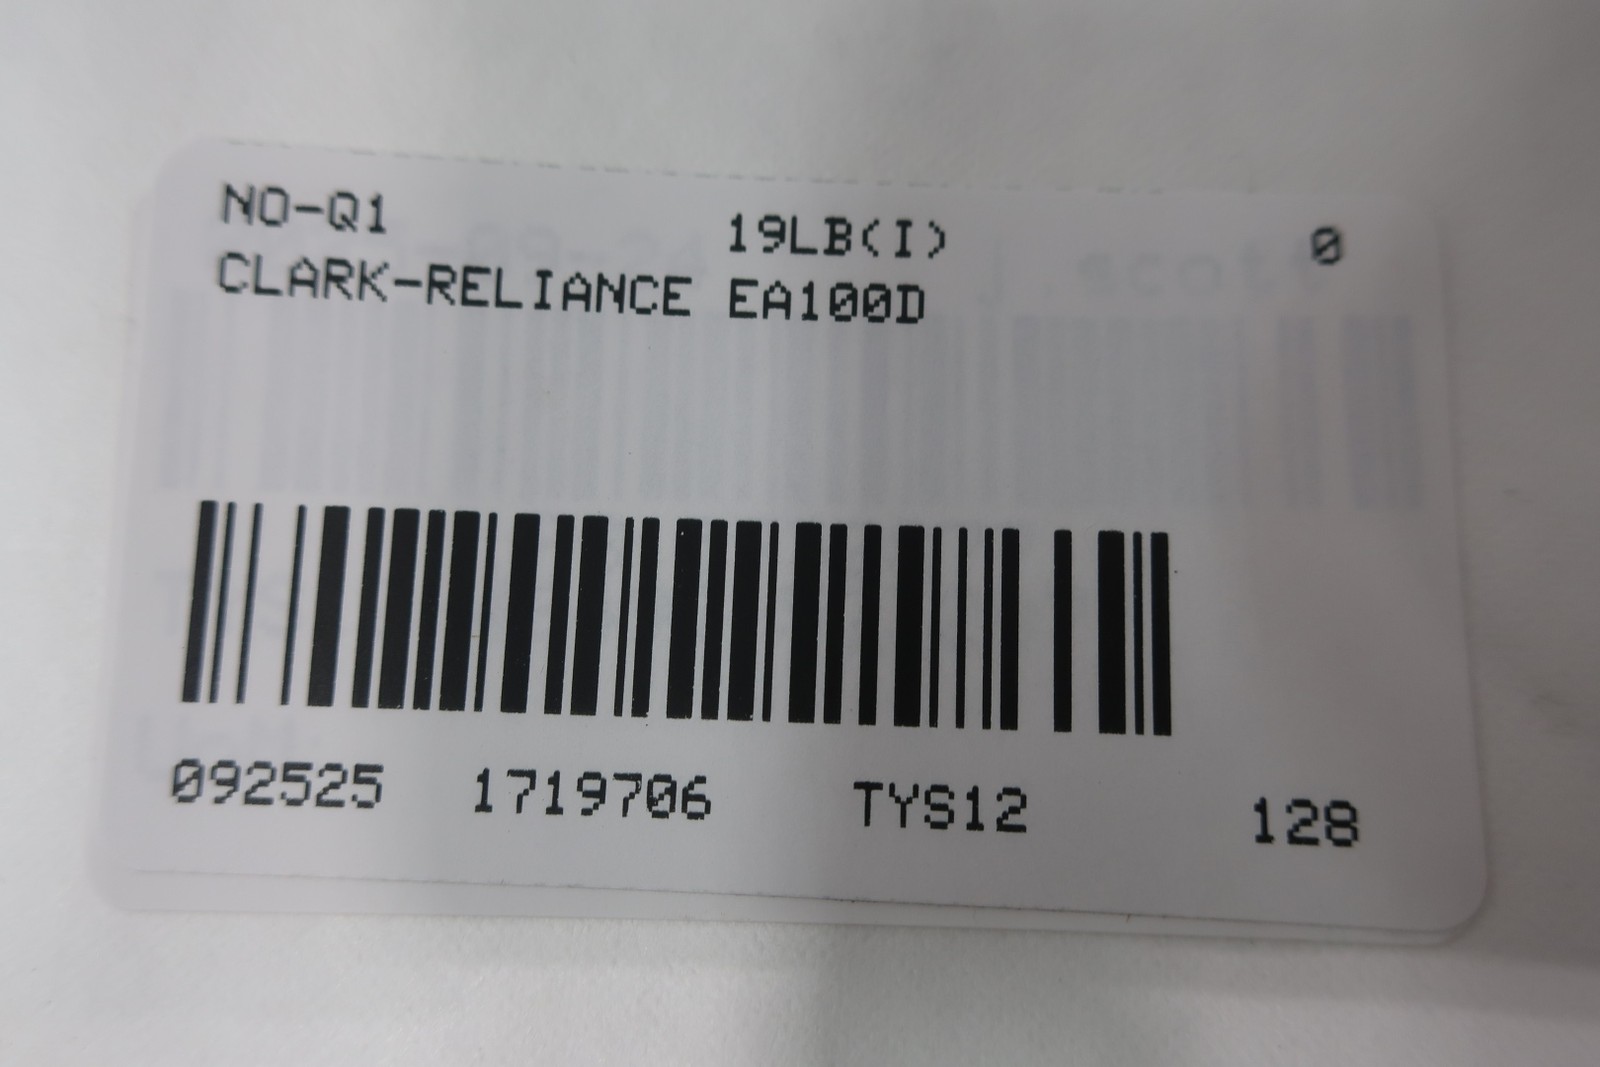 NO-Q1 19LB(I) 0
CLARK-RELIANCE EA100D
092525 1719706 TYS12 128